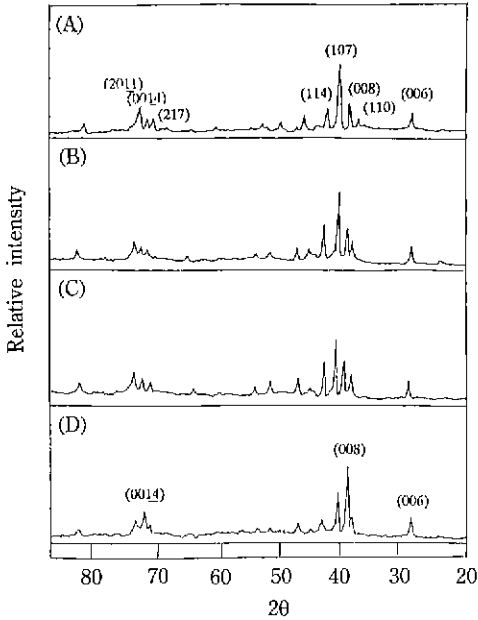 (A)
(107)
(2011)
(0014)
(217)
(114)
(008)
(110)
(006)
(B)
(C)
(D)
(008)
(0014)
(006)
Relative intensity
80 70 60 50 40 30 20
2θ